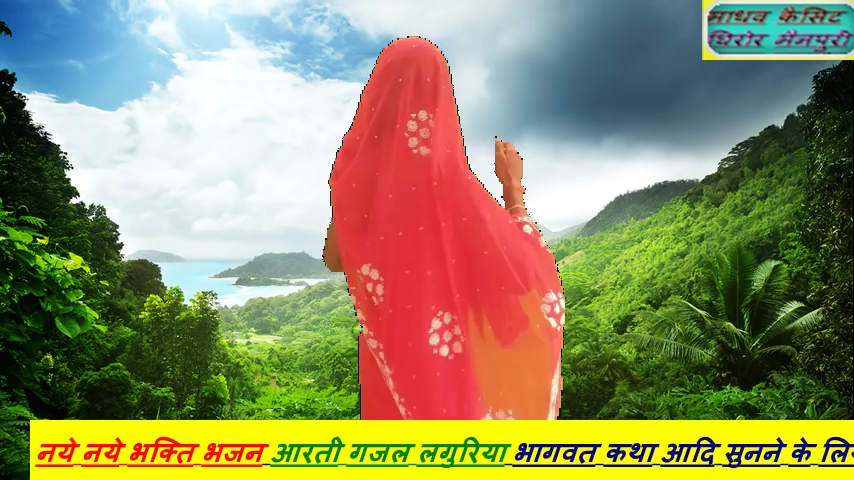 माधव कैसिट
घिरोर मैनपुरी
नये नये भक्ति भजन आरती गजल लगुरिया भागवत कथा आदि सुनने के लिय